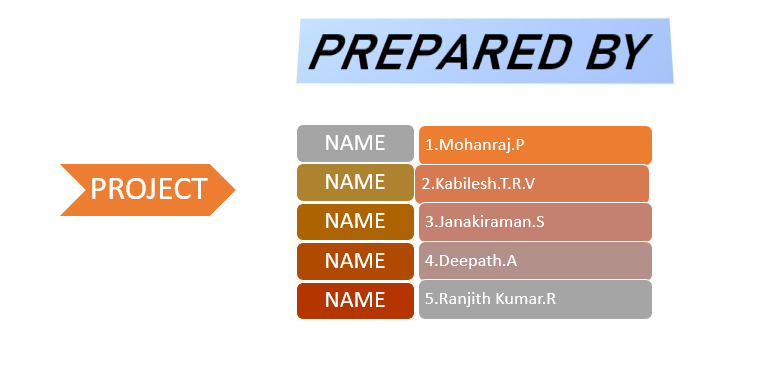 PREPARED BY
PROJECT
NAME 1.Mohanraj.P
NAME 2.Kabilesh.T.R.V
NAME 3.Janakiraman.S
NAME 4.Deepath.A
NAME 5.Ranjith Kumar.R